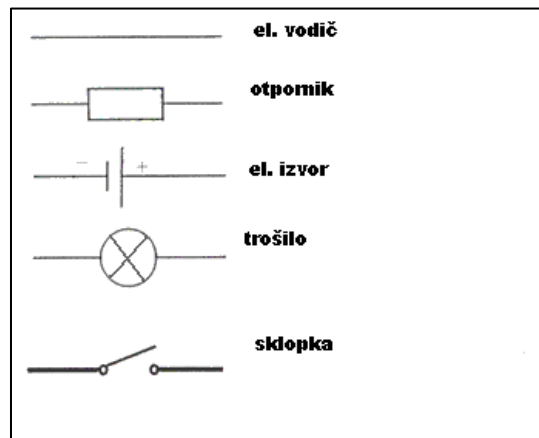 el. vodič
otpornik
− +
el. izvor
trošilo
sklopka